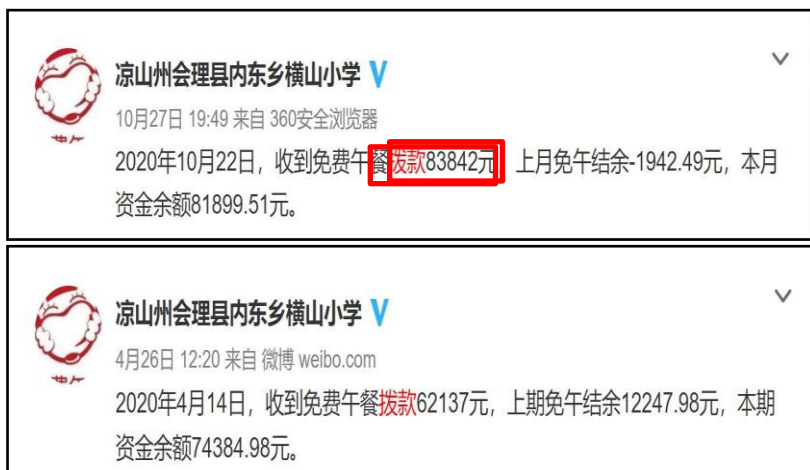 凉山州会理县内东乡横山小学
10月27日 19:49 来自 360安全浏览器
2020年10月22日，收到免费午餐拨款83842元，上月免午结余-1942.49元，本月
资金余额81899.51元。
凉山州会理县内东乡横山小学
4月26日 12:20 来自 微博 weibo.com
2020年4月14日，收到免费午餐拨款62137元，上期免午结余12247.98元，本期
资金余额74384.98元。